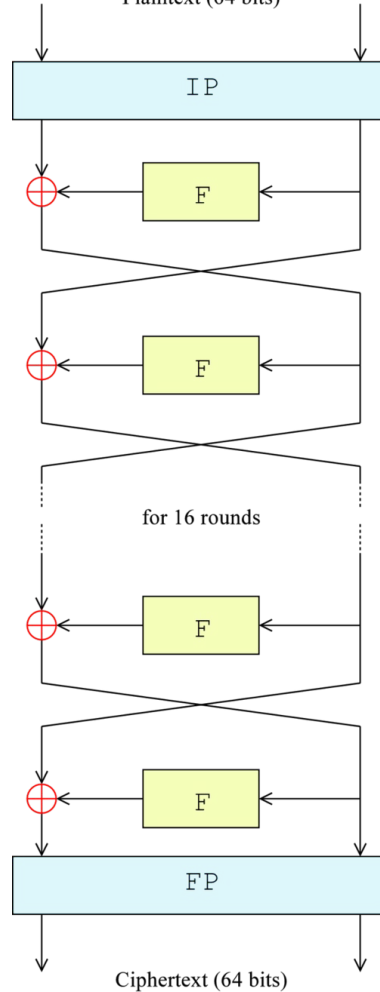 Plaintext (64 bits)
IP
F
F
for 16 rounds
F
F
FP
Ciphertext (64 bits)